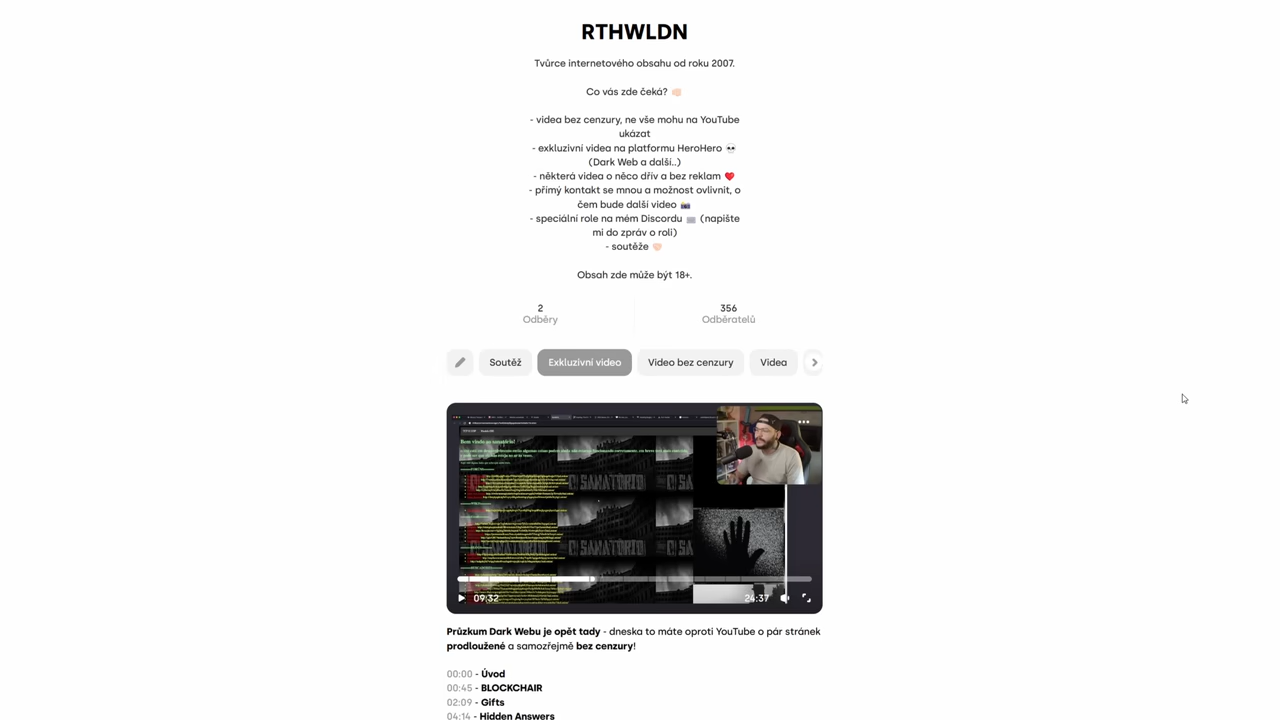 RTHWLDN
Tvůrce internetového obsahu od roku 2007.
Co vás zde čeká? 🤜🏻
- videa bez cenzury, ne vše mohu na YouTube
ukázat
- exkluzivní videa na platformu HeroHero 💀
(Dark Web a další..)
- některá videa o něco dřív a bez reklam ❤️
- přímý kontakt se mnou a možnost ovlivnit, o
čem bude další video 📸
- speciální role na mém Discordu (napište
mi do zpráv o roli)
- soutěže
Obsah zde může být 18+.
2
Odběry
356
Odběratelů
Soutěž
Exkluzivní video
Video bez cenzury
Videa
Bem vindo ao sanatório!
O SANATÓRIO
09:32
24:37
Průzkum Dark Webu je opět tady - dneska to máte oproti YouTube o pár stránek
prodloužené a samozřejmě bez cenzury!
00:00 - Úvod
00:45 - BLOCKCHAIR
02:09 - Gifts
04:14 - Hidden Answers